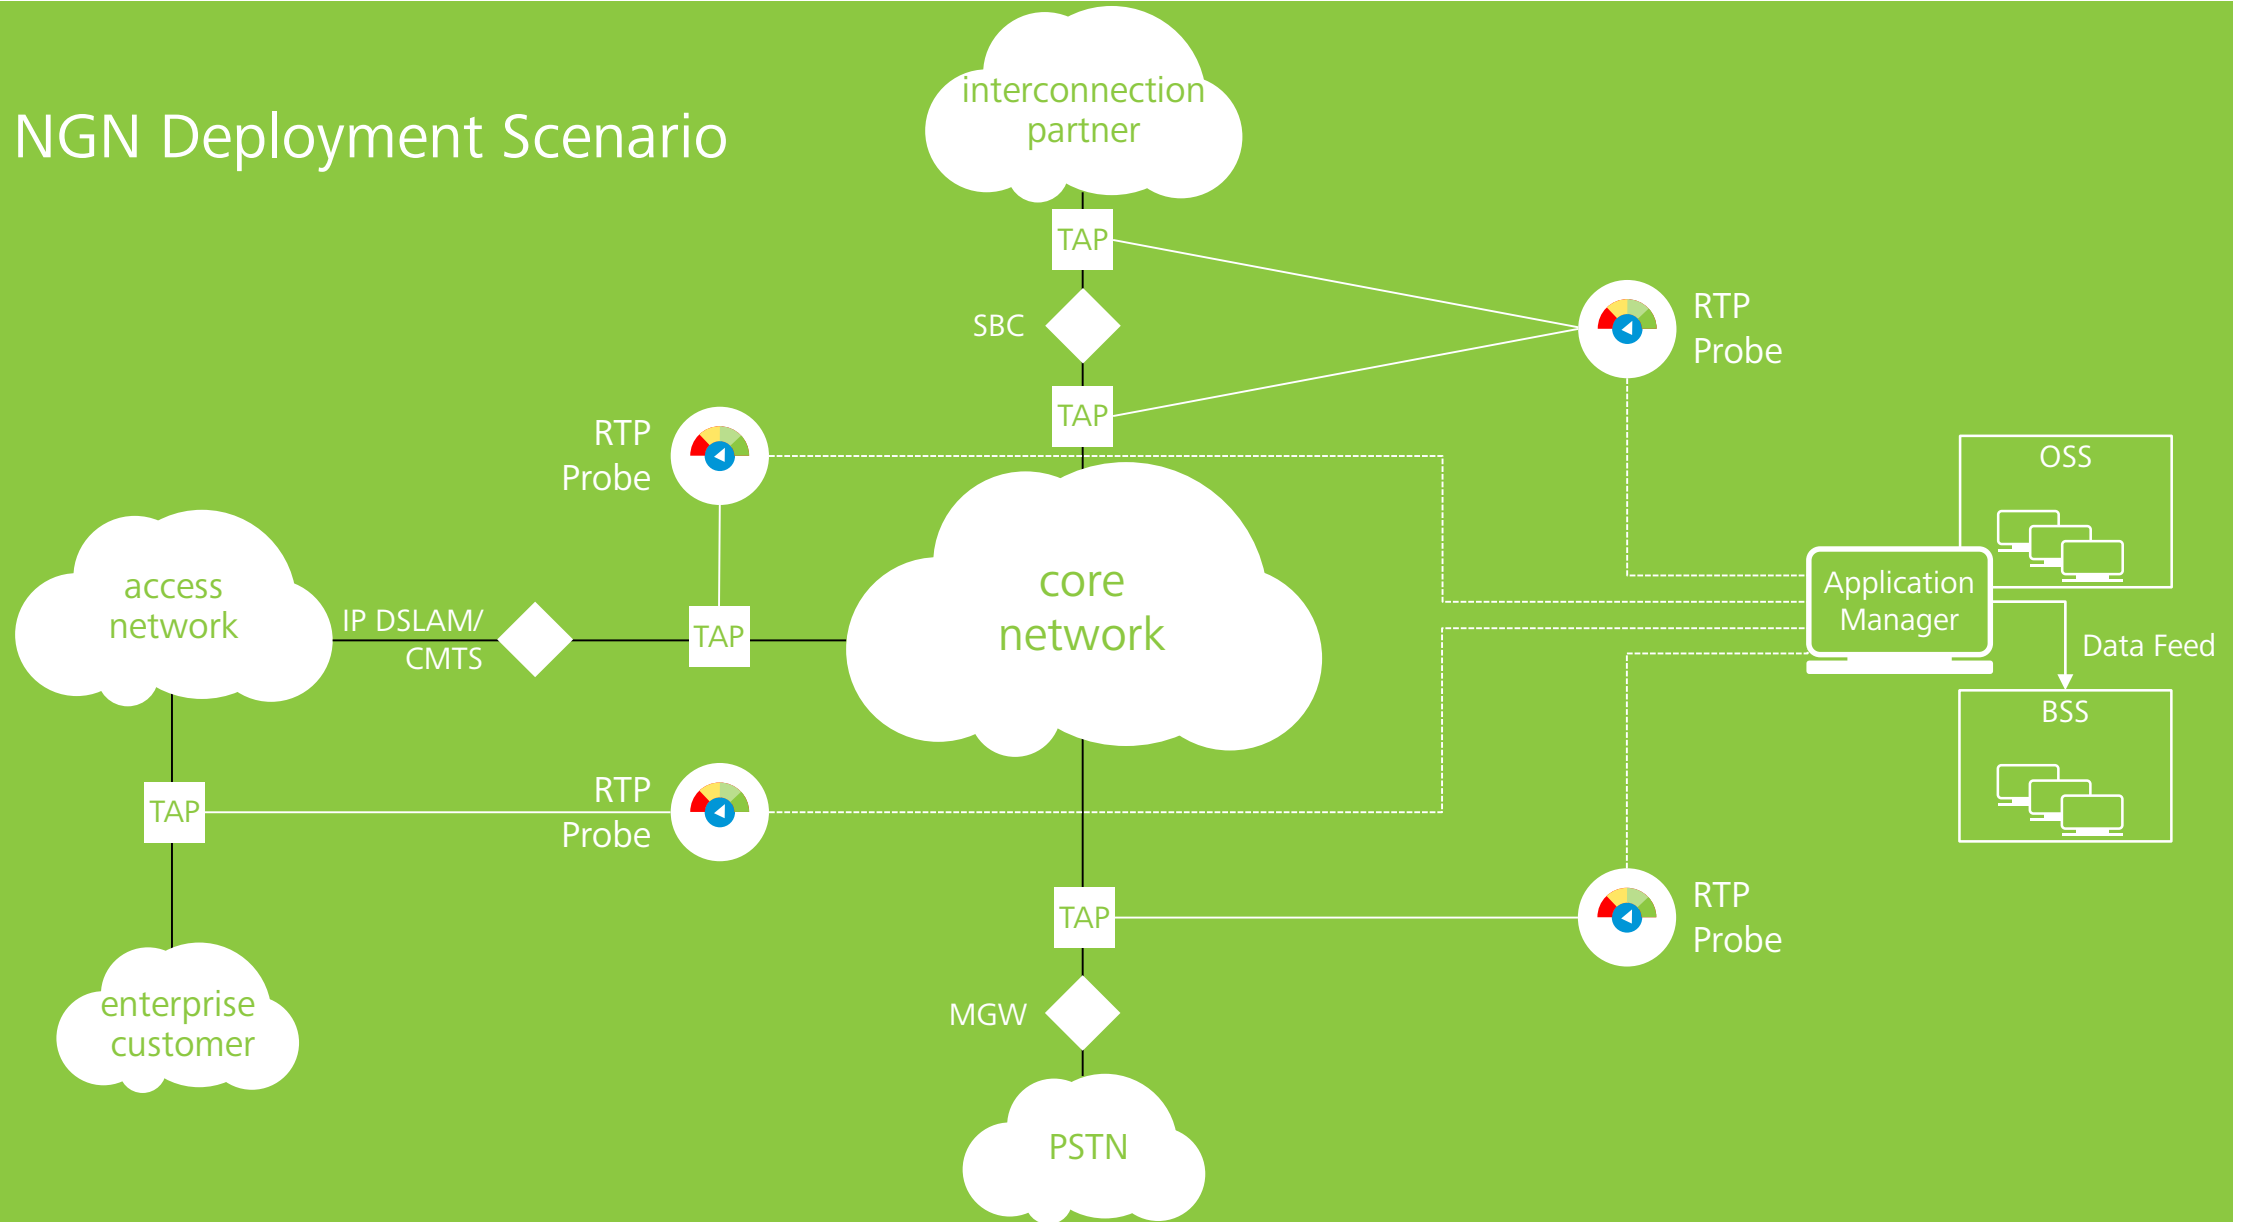 NGN Deployment Scenario
interconnection
partner
TAP
SBC
RTP
Probe
TAP
RTP
Probe
OSS
access
network
IP DSLAM/
CMTS
TAP
core
network
Application
Manager
Data Feed
BSS
TAP
RTP
Probe
TAP
RTP
Probe
enterprise
customer
MGW
PSTN